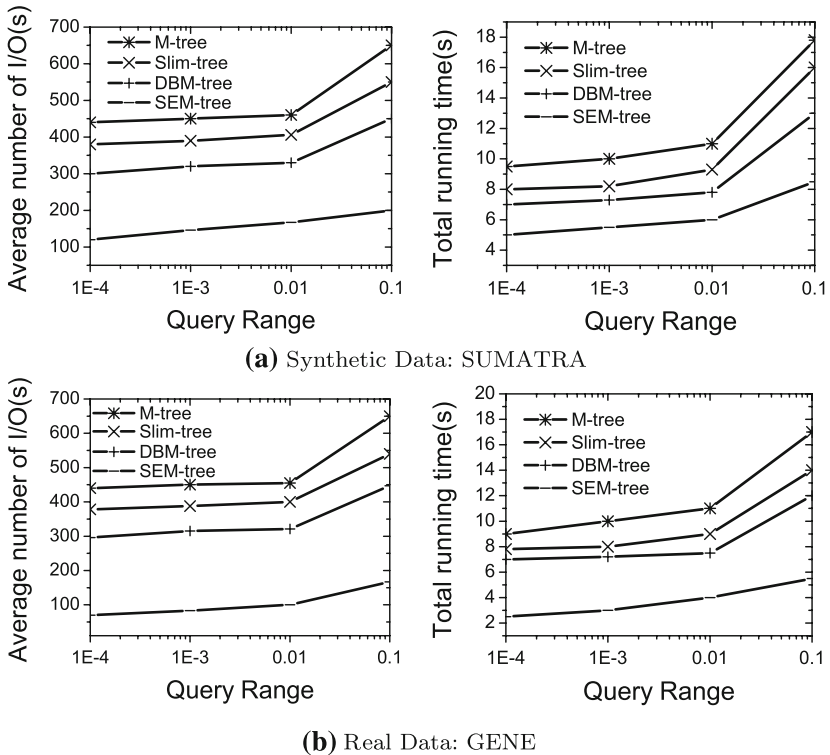 Average number of I/O(s)
700
600
500
400
300
200
100
M-tree
Slim-tree
DBM-tree
SEM-tree
1E-4 1E-3 0.01 0.1
Query Range
Total running time(s)
18
16
14
12
10
8
6
4
M-tree
Slim-tree
DBM-tree
SEM-tree
1E-4 1E-3 0.01 0.1
Query Range
(a) Synthetic Data: SUMATRA
Average number of I/O(s)
700
600
500
400
300
200
100
M-tree
Slim-tree
DBM-tree
SEM-tree
1E-4 1E-3 0.01 0.1
Query Range
Total running time(s)
20
18
16
14
12
10
8
6
4
2
M-tree
Slim-tree
DBM-tree
SEM-tree
1E-4 1E-3 0.01 0.1
Query Range
(b) Real Data: GENE